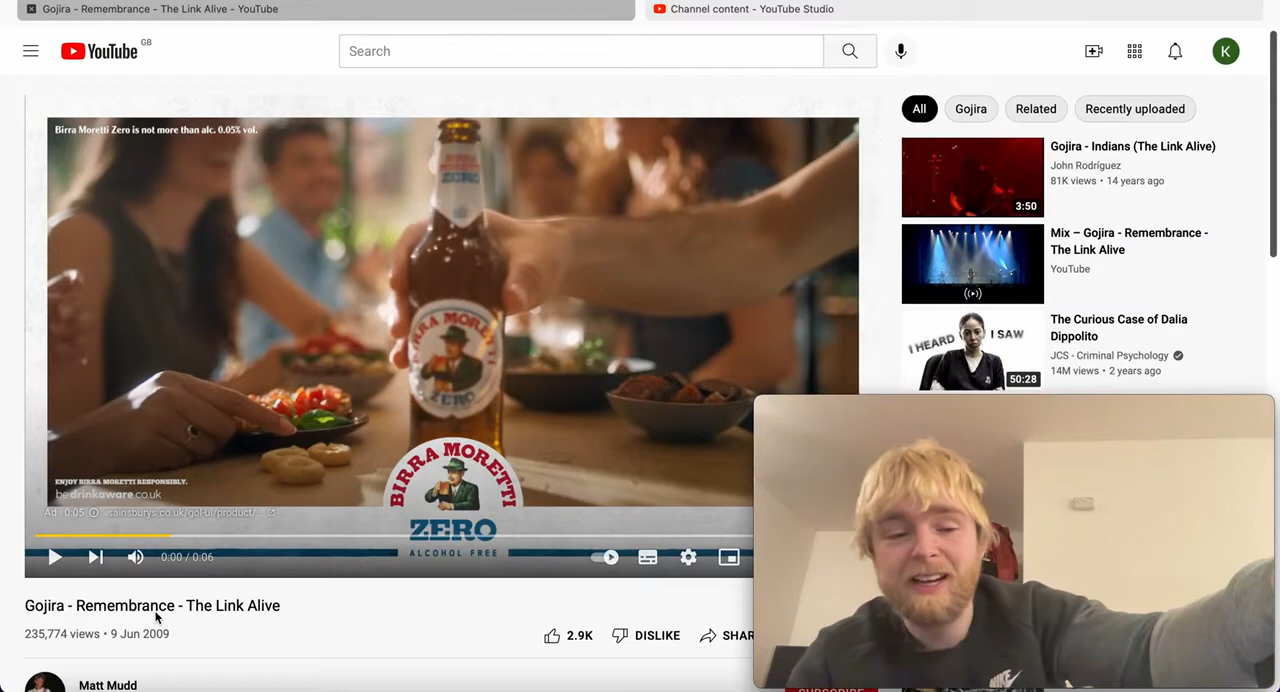 Gojira - Remembrance - The Link Alive - YouTube
Channel content - YouTube Studio
YouTube GB
Search
K
All
Gojira
Related
Recently uploaded
Birra Moretti Zero is not more than alc. 0.05% vol.
BIRRA MORETTI
ZERO
BIRRA MORETTI
ZERO
ENJOY BIRRA MORETTI RESPONSIBLY.
be drinkaware.co.uk
Ad · 0:05
sainsburys.co.uk/gol-ui/product/...
BIRRA MORETTI
ZERO
ALCOHOL FREE
0:00 / 0:06
Gojira - Indians (The Link Alive)
John Rodríguez
81K views • 14 years ago
3:50
Mix – Gojira - Remembrance -
The Link Alive
YouTube
The Curious Case of Dalia
Dippolito
JCS - Criminal Psychology
14M views • 2 years ago
I HEARD
I SAW
50:28
Gojira - Remembrance - The Link Alive
235,774 views • 9 Jun 2009
2.9K
DISLIKE
SHAR
Matt Mudd
SUBSCRIBE
NIKE